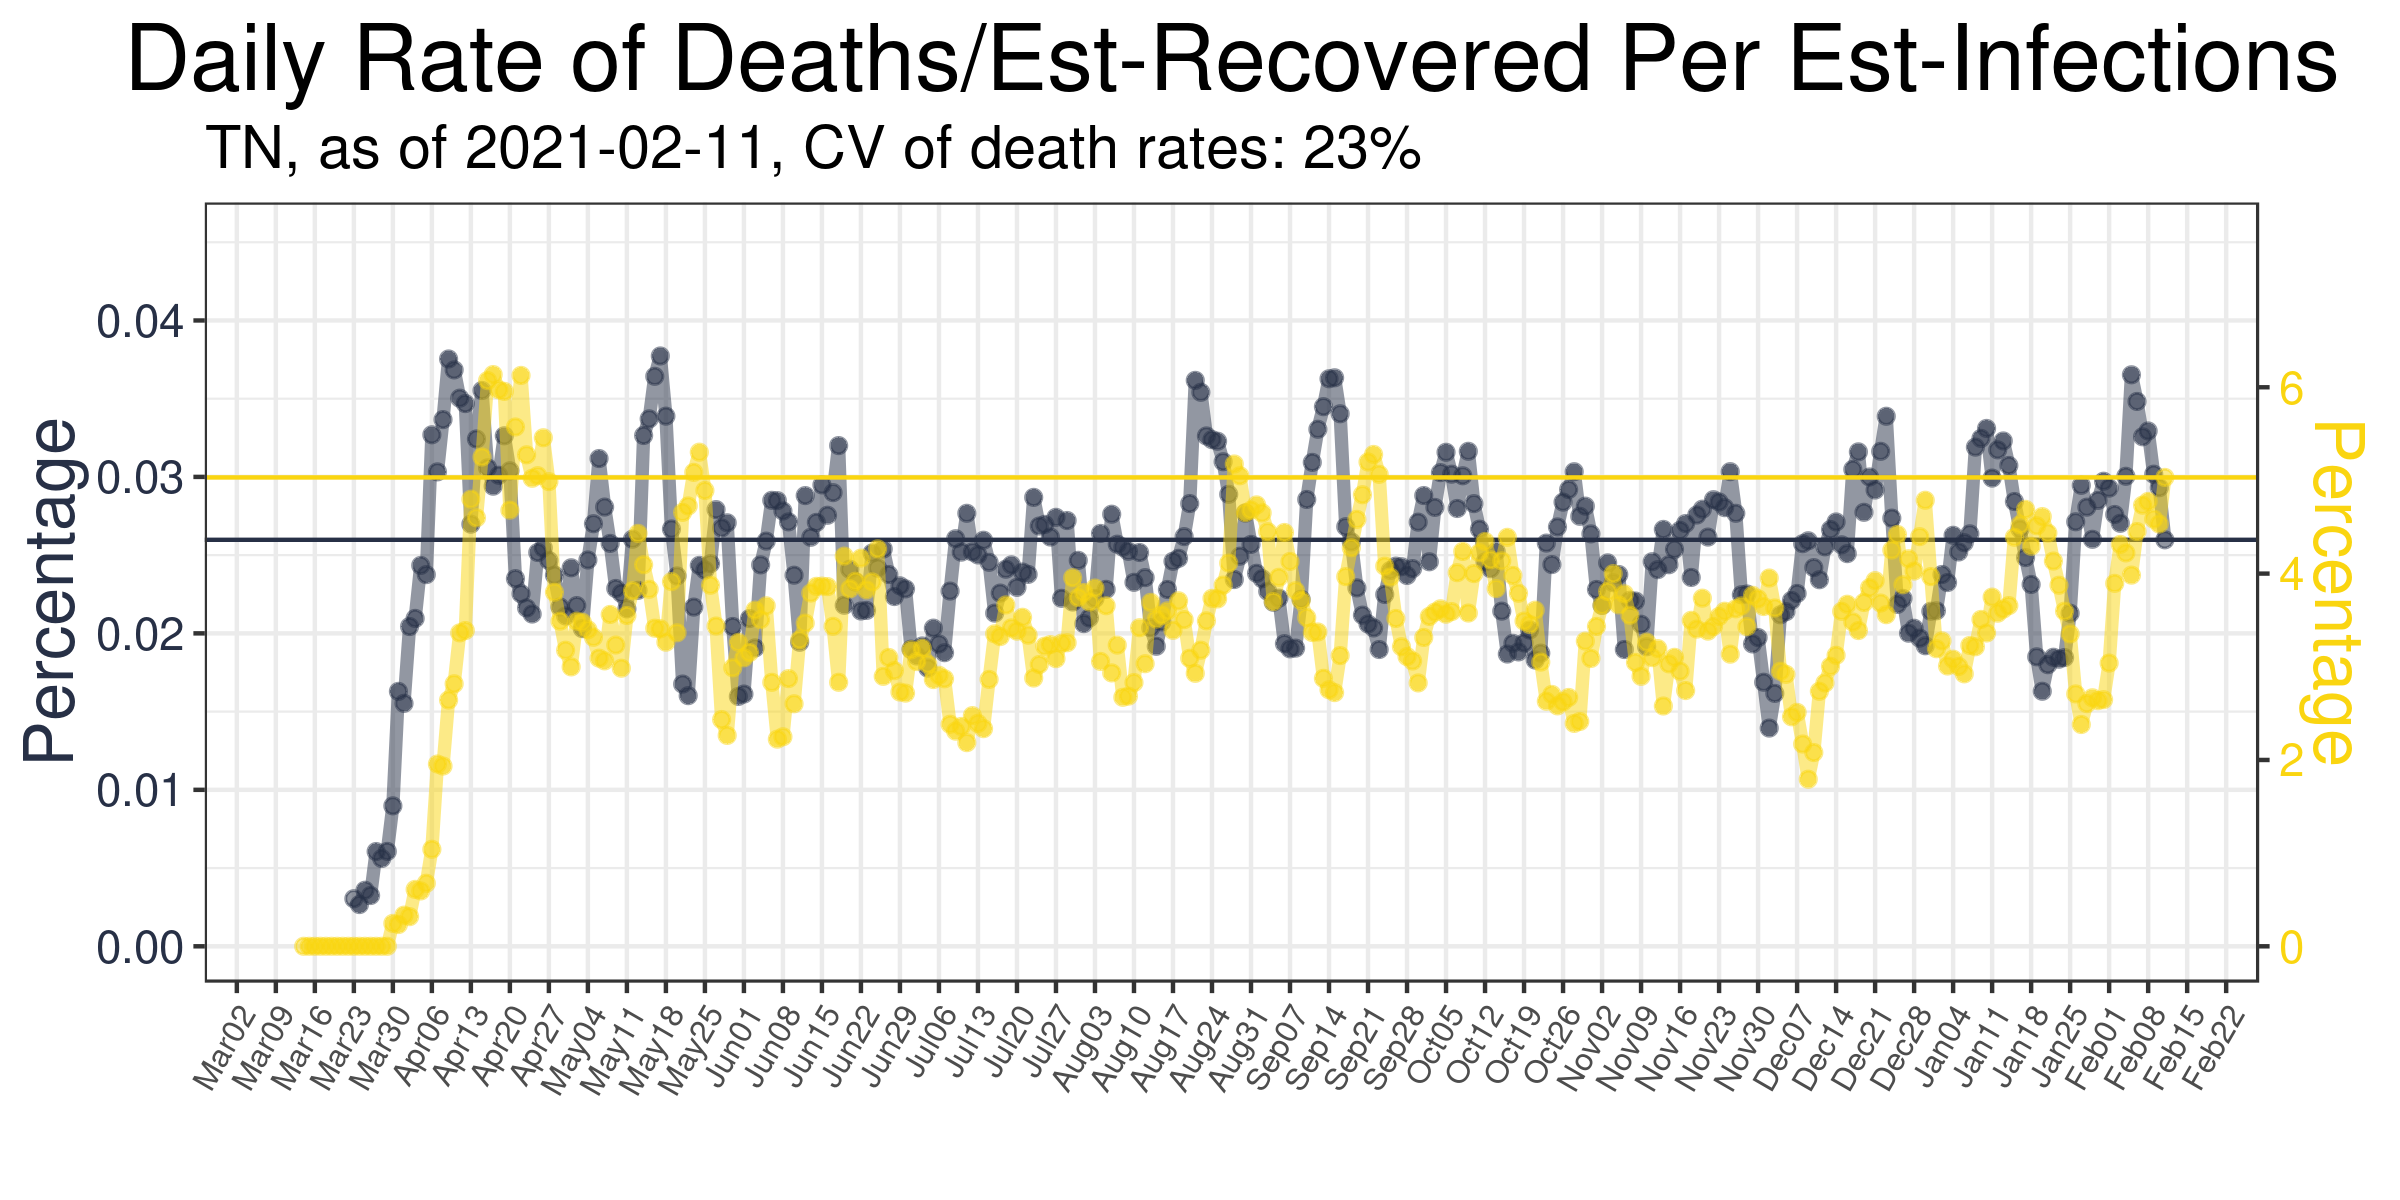 Daily Rate of Deaths/Est-Recovered Per Est-Infections
TN, as of 2021-02-11, CV of death rates: 23%
Percentage
0.04
0.03
0.02
0.01
0.00
6
4
2
0
Percentage
Mar02
Mar09
Mar16
Mar23
Mar30
Apr06
Apr13
Apr20
Apr27
May04
May11
May18
May25
Jun01
Jun08
Jun15
Jun22
Jun29
Jul06
Jul13
Jul20
Jul27
Aug03
Aug10
Aug17
Aug24
Aug31
Sep07
Sep14
Sep21
Sep28
Oct05
Oct12
Oct19
Oct26
Nov02
Nov09
Nov16
Nov23
Nov30
Dec07
Dec14
Dec21
Dec28
Jan04
Jan11
Jan18
Jan25
Feb01
Feb08
Feb15
Feb22